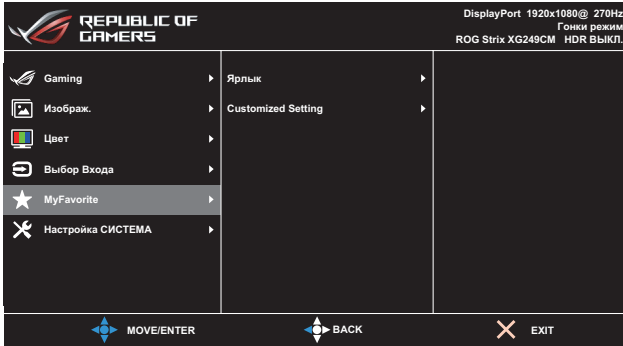 REPUBLIC OF
GAMERS
DisplayPort 1920x1080@ 270Hz
Гонки режим
ROG Strix XG249CM HDR ВЫКЛ.
Gaming
Изображ.
Цвет
Выбор Входа
MyFavorite
Настройка СИСТЕМА
Ярлык
Customized Setting
MOVE/ENTER
BACK
EXIT